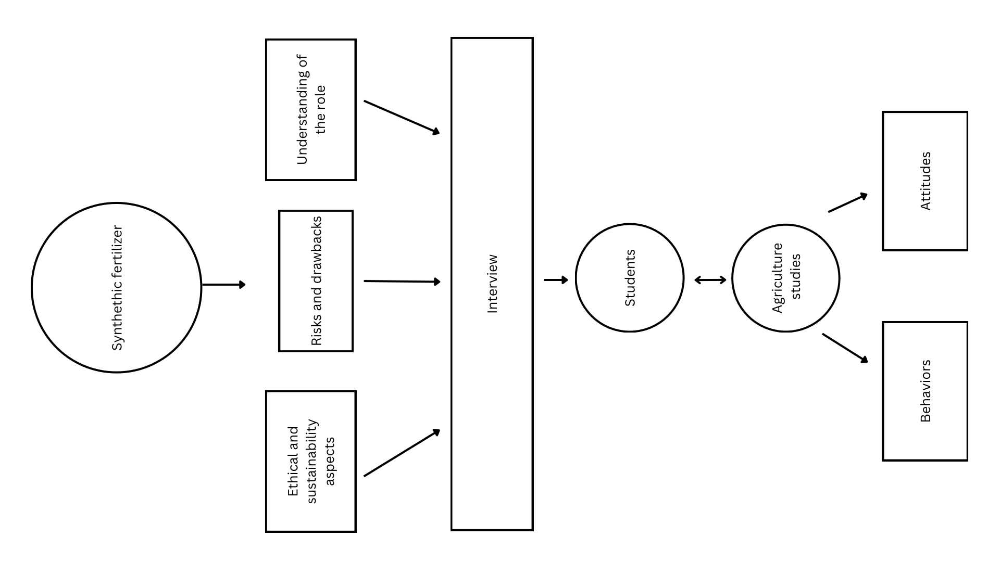 Synthethic fertilizer
Understanding of
the role
Risks and drawbacks
Ethical and
sustainability
aspects
Interview
Students
Agriculture
studies
Attitudes
Behaviors